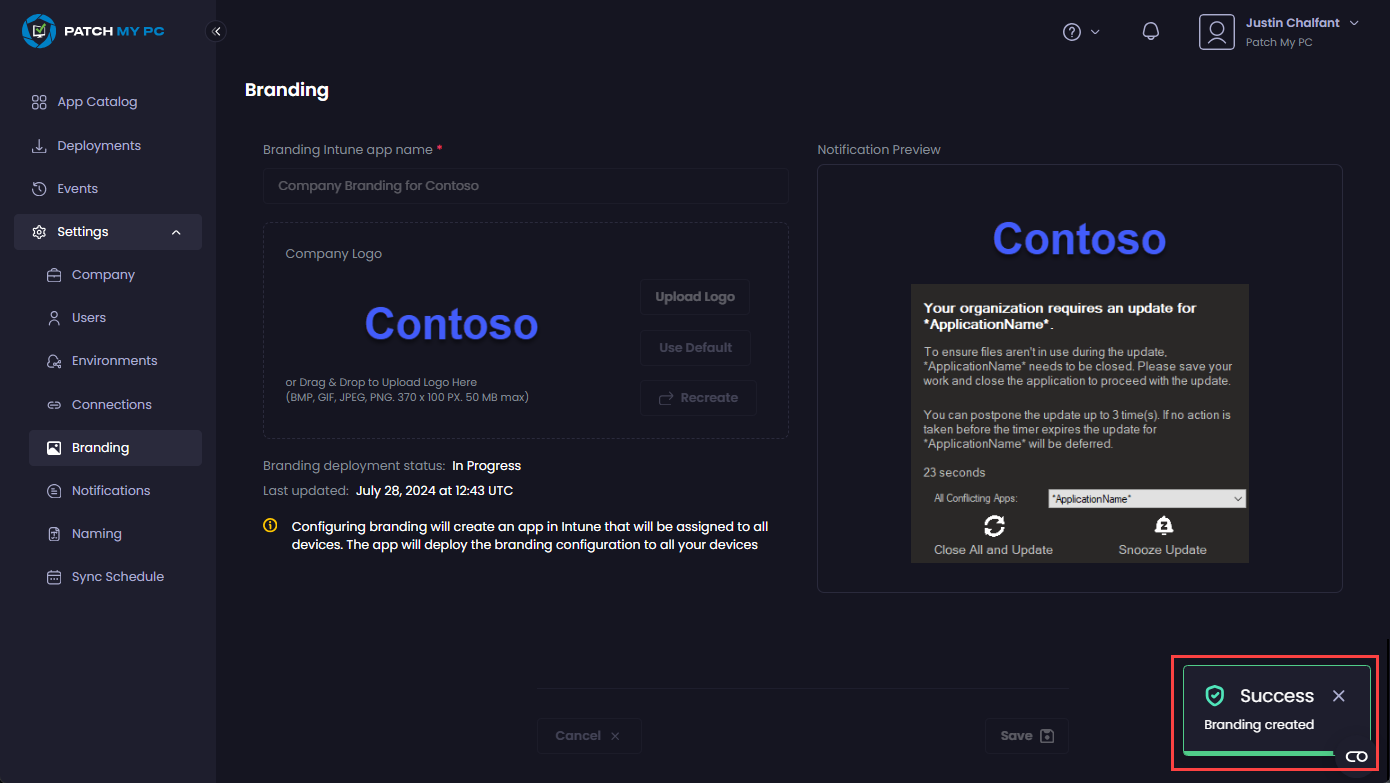 PATCH MY PC
Justin Chalfant
Patch My PC
App Catalog
Deployments
Events
Settings
Company
Users
Environments
Connections
Branding
Notifications
Naming
Sync Schedule
Branding
Branding Intune app name *
Company Branding for Contoso
Company Logo
Contoso
Upload Logo
Use Default
Recreate
or Drag & Drop to Upload Logo Here
(BMP, GIF, JPEG, PNG. 370 x 100 PX. 50 MB max)
Branding deployment status: In Progress
Last updated: July 28, 2024 at 12:43 UTC
Configuring branding will create an app in Intune that will be assigned to all
devices. The app will deploy the branding configuration to all your devices
Notification Preview
Contoso
Your organization requires an update for
*ApplicationName*.
To ensure files aren't in use during the update,
*ApplicationName* needs to be closed. Please save your
work and close the application to proceed with the update.
You can postpone the update up to 3 time(s). If no action is
taken before the timer expires the update for
*ApplicationName* will be deferred.
23 seconds
All Conflicting Apps: *ApplicationName*
Close All and Update
Snooze Update
Cancel
Save
Success
Branding created